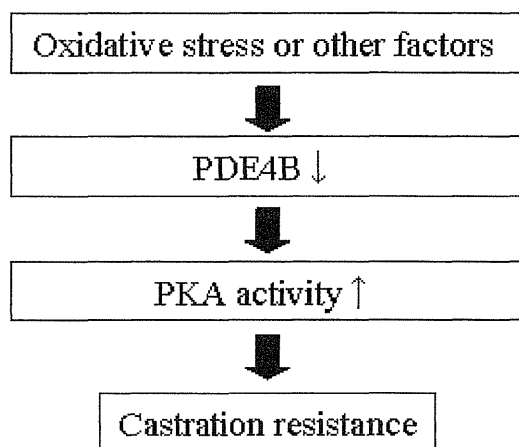 Oxidative stress or other factors
PDE4B ↓
PKA activity ↑
Castration resistance